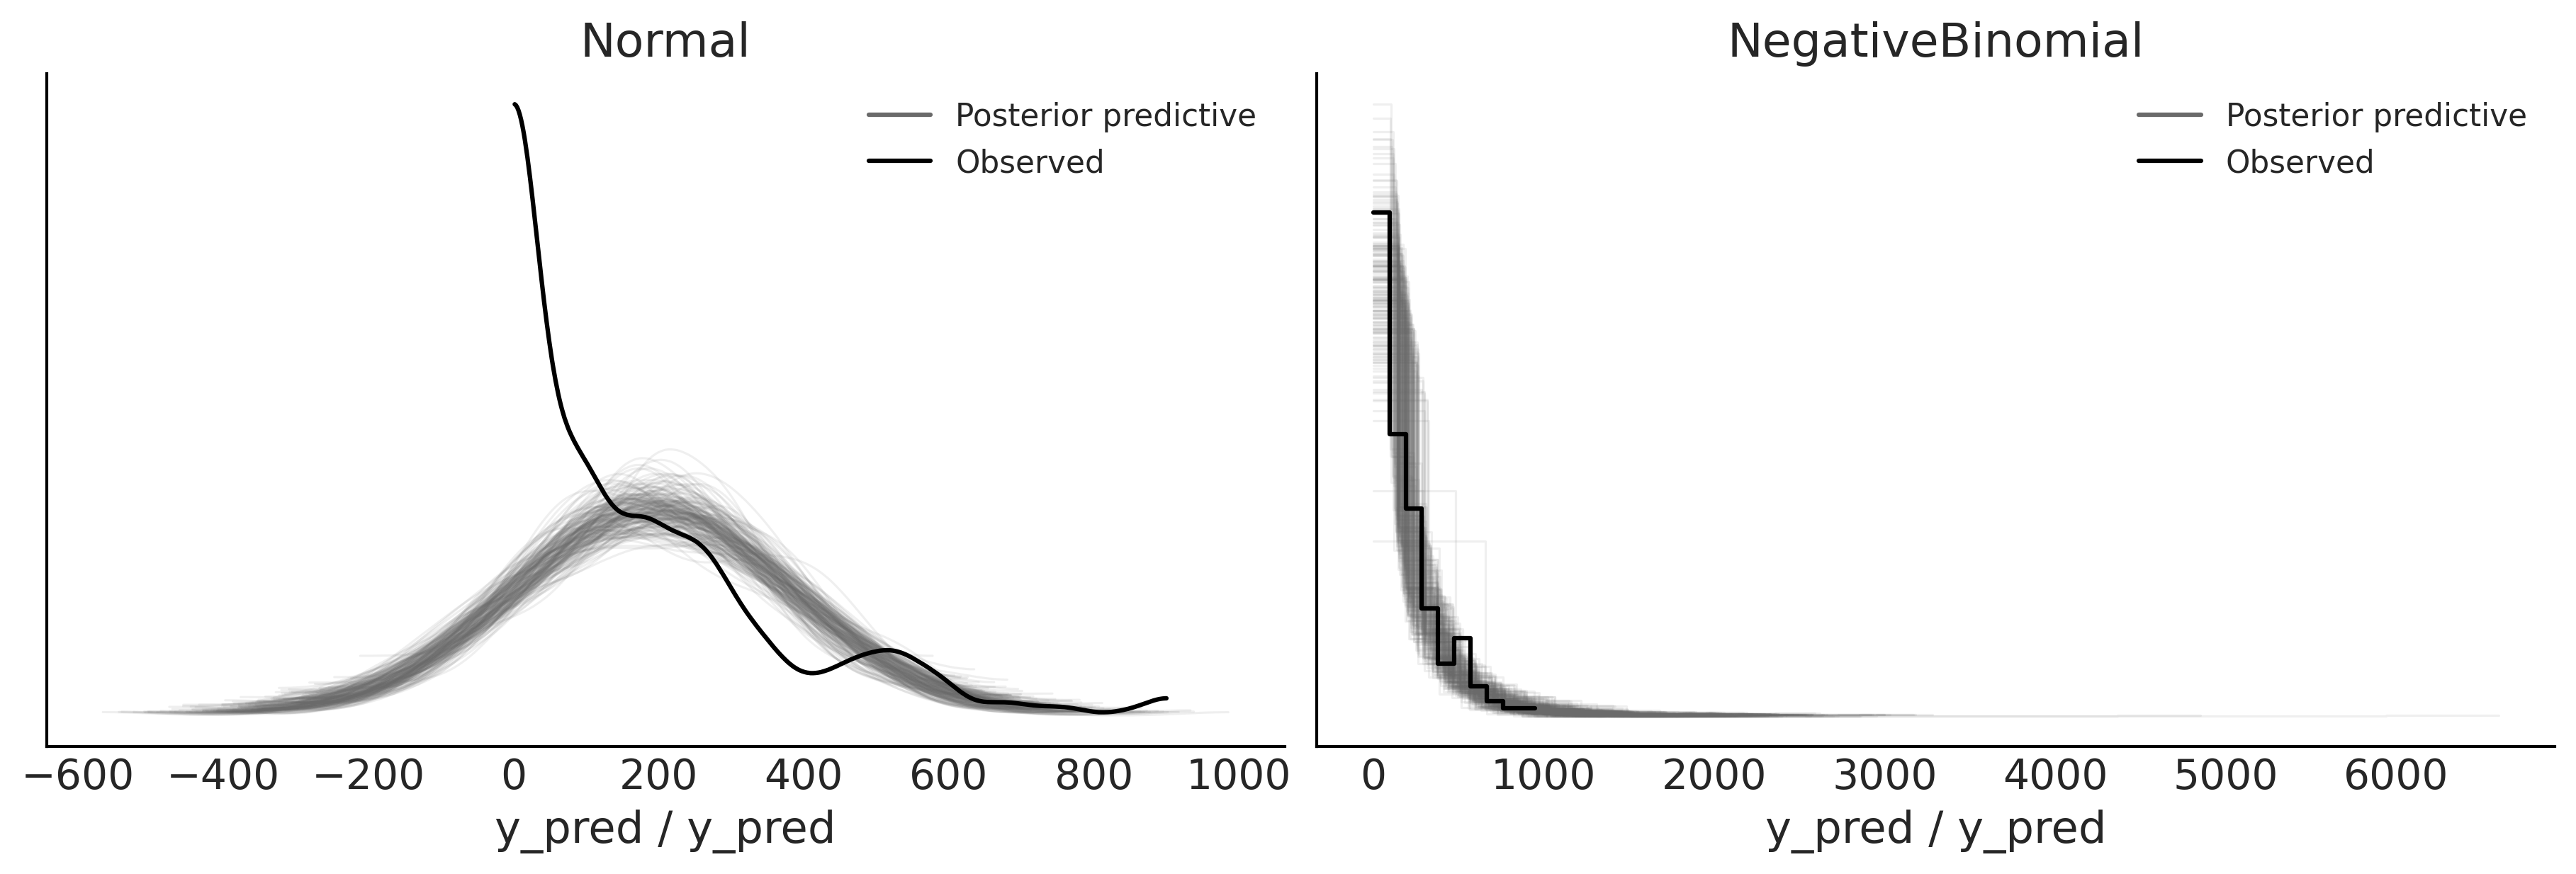 Normal
Posterior predictive
Observed
−600 −400 −200 0 200 400 600 800 1000
y_pred / y_pred
NegativeBinomial
Posterior predictive
Observed
0 1000 2000 3000 4000 5000 6000
y_pred / y_pred